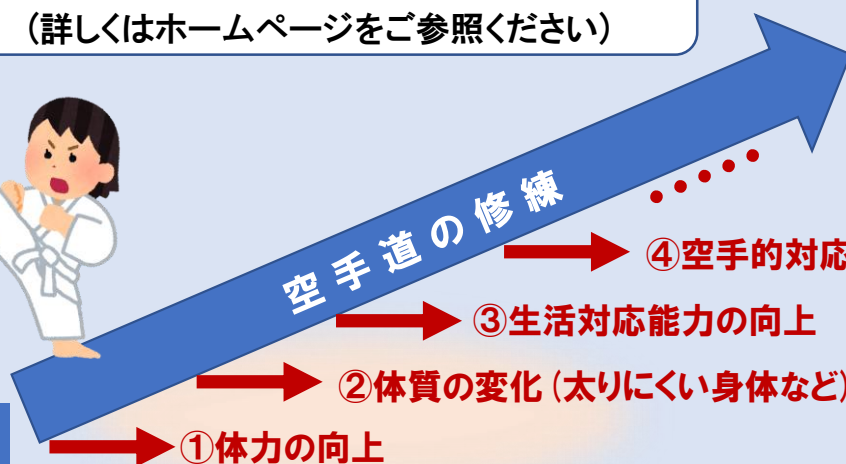 (詳しくはホームページをご参照ください)
空手道の修練
④空手的対応
③生活対応能力の向上
②体質の変化(太りにくい身体など)
①体力の向上